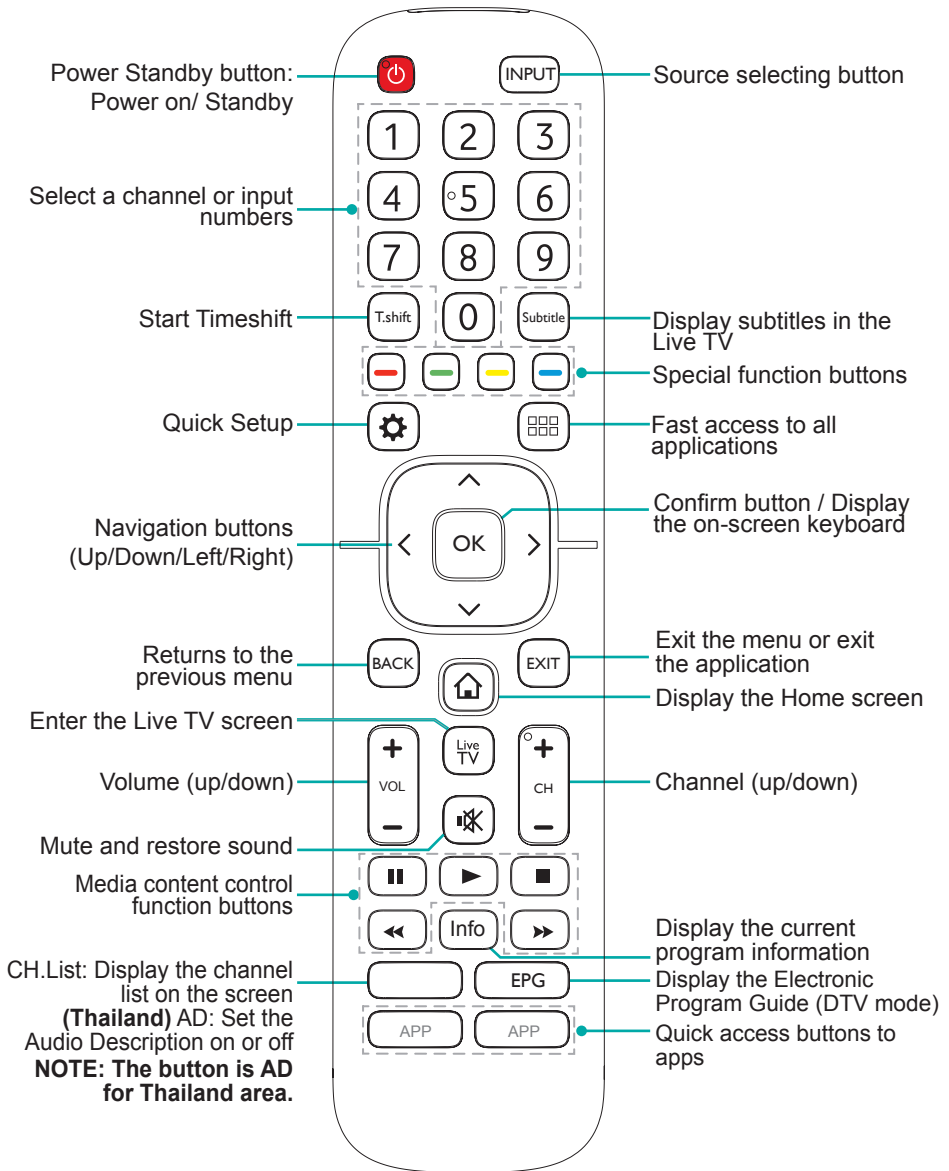 Power Standby button:
Power on/ Standby
INPUT
Source selecting button
1
2
3
Select a channel or input
numbers
4
5
6
7
8
9
Start Timeshift
T.shift
0
Subtitle
Display subtitles in the
Live TV
Special function buttons
Quick Setup
Fast access to all
applications
Navigation buttons
(Up/Down/Left/Right)
OK
Confirm button / Display
the on-screen keyboard
Returns to the
previous menu
BACK
EXIT
Exit the menu or exit
the application
Display the Home screen
Enter the Live TV screen
Live
TV
Volume (up/down)
+
VOL
−
+
CH
−
Channel (up/down)
Mute and restore sound
Media content control
function buttons
Info
Display the current
program information
CH.List: Display the channel
list on the screen
(Thailand) AD: Set the
Audio Description on or off
NOTE: The button is AD
for Thailand area.
EPG
Display the Electronic
Program Guide (DTV mode)
APP
APP
Quick access buttons to
apps